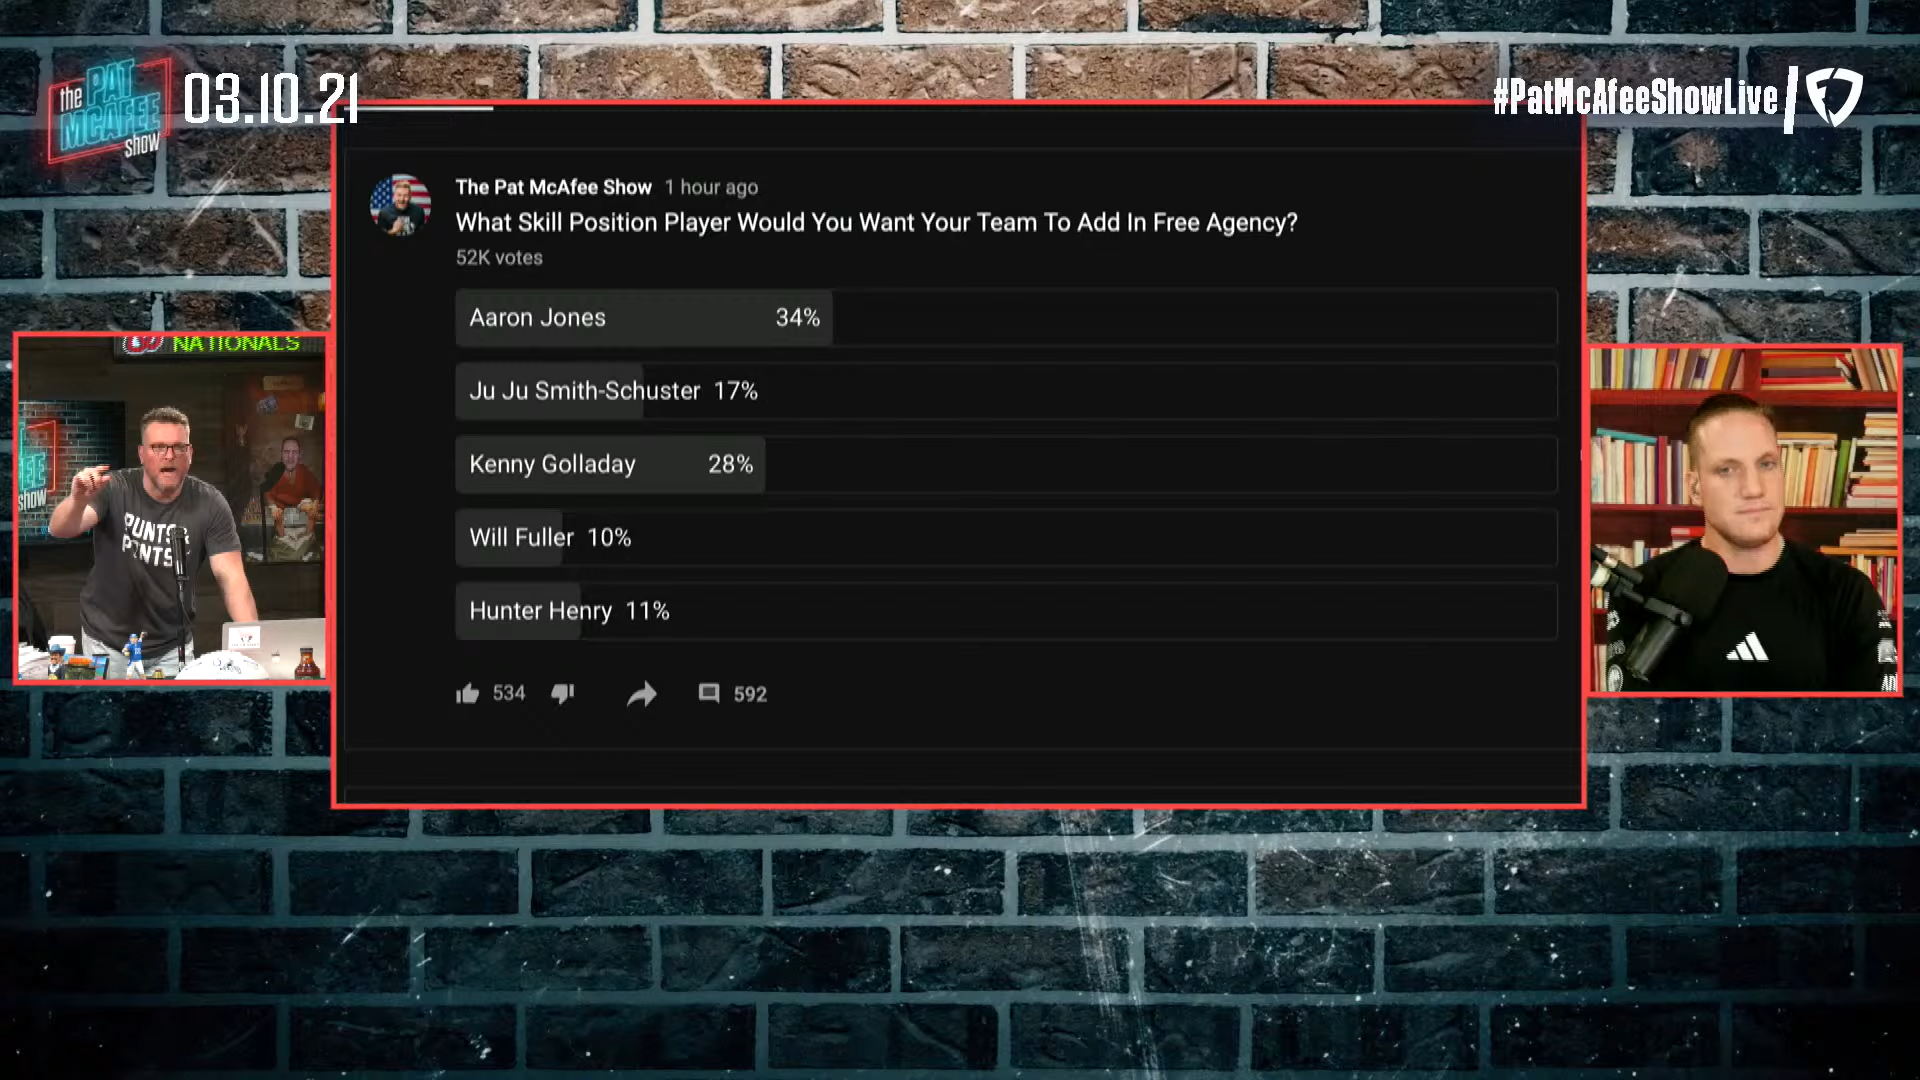 the PAT MCAFEE show
03.10.21
#PatMcAfeeShowLive
The Pat McAfee Show 1 hour ago
What Skill Position Player Would You Want Your Team To Add In Free Agency?
52K votes
Aaron Jones 34%
Ju Ju Smith-Schuster 17%
Kenny Golladay 28%
Will Fuller 10%
Hunter Henry 11%
534 592
NATIONALS
show
PUNTS&